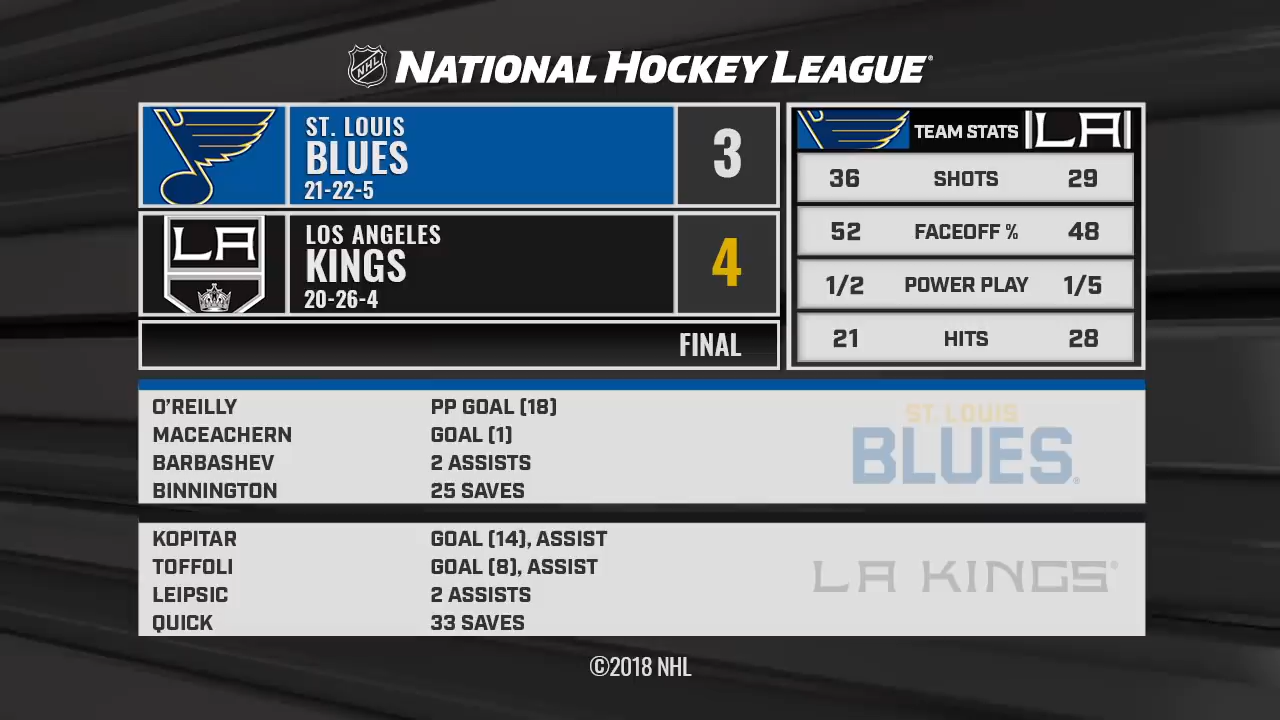 NHL NATIONAL HOCKEY LEAGUE®
ST. LOUIS
BLUES
21-22-5
3
LA
LOS ANGELES
KINGS
20-26-4
4
FINAL
TEAM STATS LA
36 SHOTS 29
52 FACEOFF % 48
1/2 POWER PLAY 1/5
21 HITS 28
O'REILLY PP GOAL (18)
MACEACHERN GOAL (1)
BARBASHEV 2 ASSISTS
BINNINGTON 25 SAVES
ST. LOUIS
BLUES®
KOPITAR GOAL (14), ASSIST
TOFFOLI GOAL (8), ASSIST
LEIPSIC 2 ASSISTS
QUICK 33 SAVES
LA KINGS®
©2018 NHL